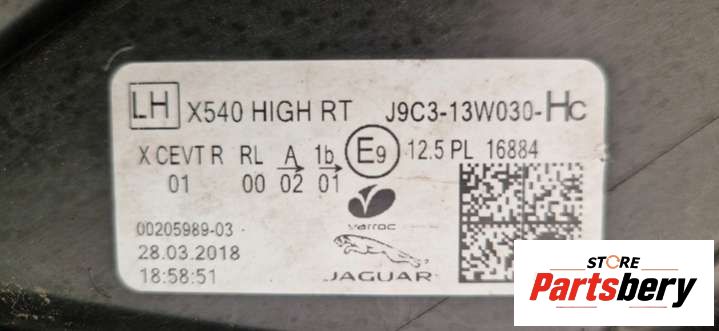 LH X540 HIGH RT J9C3-13W030-Hc
X CEVT R RL A 1b E9 12.5 PL 16884
01 00 02 01
00205989-03
varroc
28.03.2018
18:58:51 JAGUAR
STORE
Partsbery